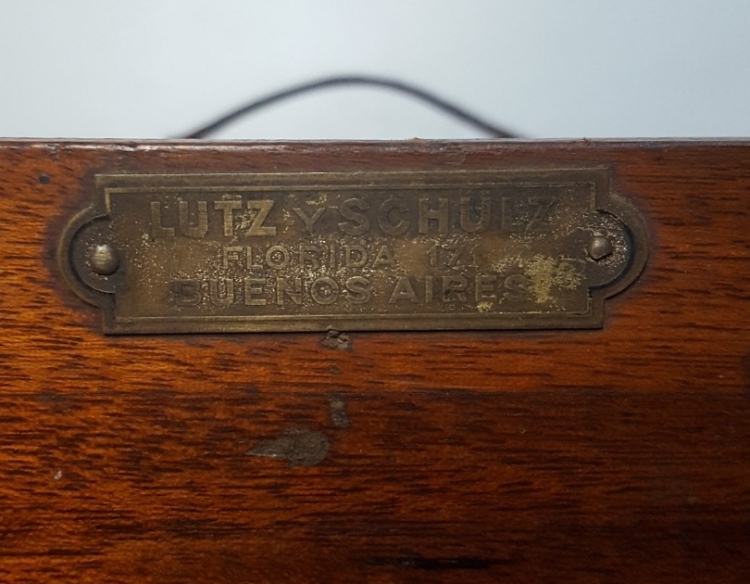 LUTZ Y SCHULZ
FLORIDA
BUENOS AIRES